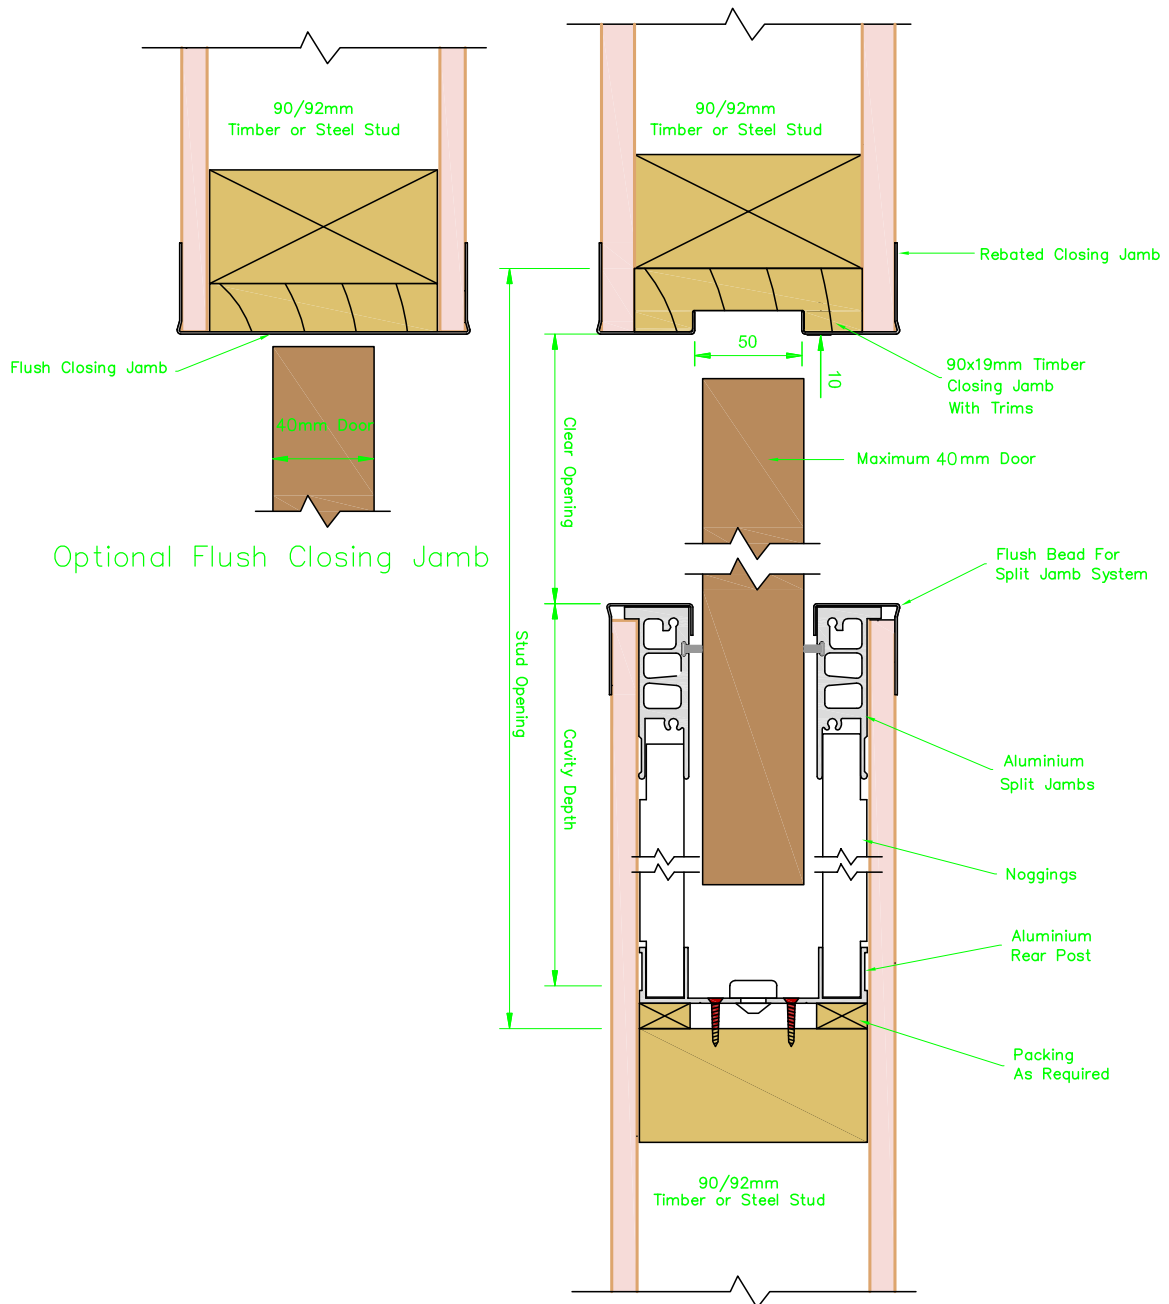 90/92mm
Timber or Steel Stud
90/92mm
Timber or Steel Stud
Rebated Closing Jamb
Flush Closing Jamb
50
10
90x19mm Timber
Closing Jamb
With Trims
40mm Door
Clear Opening
Maximum 40mm Door
Optional Flush Closing Jamb
Flush Bead For
Split Jamb System
Stud Opening
Cavity Depth
Aluminium
Split Jambs
Noggings
Aluminium
Rear Post
Packing
As Required
90/92mm
Timber or Steel Stud